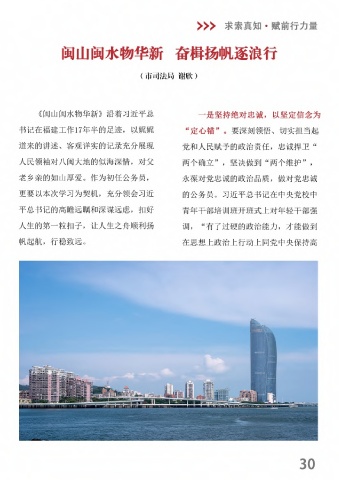 >>> 求索真知·赋前行力量
闽山闽水物华新 奋楫扬帆逐浪行
（市司法局 谢欣）
《闽山闽水物华新》沿着习近平总
书记在福建工作17年半的足迹，以娓娓
道来的讲述、客观详实的记录充分展现
人民领袖对八闽大地的似海深情，对父
老乡亲的如山厚爱。作为初任公务员，
更要以本次学习为契机，充分领会习近
平总书记的高瞻远瞩和深谋远虑，扣好
人生的第一粒扣子，让人生之舟顺利扬
帆起航，行稳致远。
一是坚持绝对忠诚，以坚定信念为
“定心锚”。要深刻领悟、切实担当起
党和人民赋予的政治责任，忠诚捍卫“
两个确立”，坚决做到“两个维护”，
永葆对党忠诚的政治品质，做对党忠诚
的公务员。习近平总书记在中央党校中
青年干部培训班开班式上对年轻干部强
调，“有了过硬的政治能力，才能做到
在思想上政治上行动上同党中央保持高
30